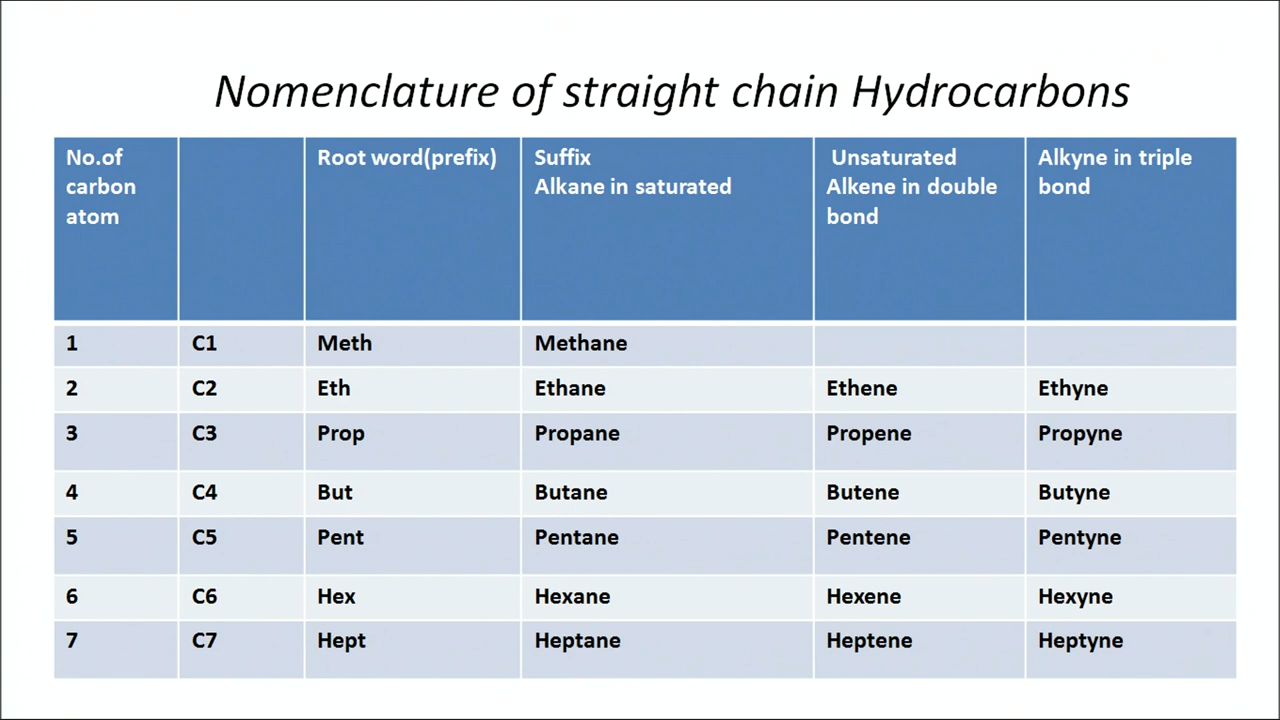 Nomenclature of straight chain Hydrocarbons
No.of
carbon
atom
Root word(prefix)
Suffix
Alkane in saturated
Unsaturated
Alkene in double
bond
Alkyne in triple
bond
1 C1 Meth Methane
2 C2 Eth Ethane Ethene Ethyne
3 C3 Prop Propane Propene Propyne
4 C4 But Butane Butene Butyne
5 C5 Pent Pentane Pentene Pentyne
6 C6 Hex Hexane Hexene Hexyne
7 C7 Hept Heptane Heptene Heptyne